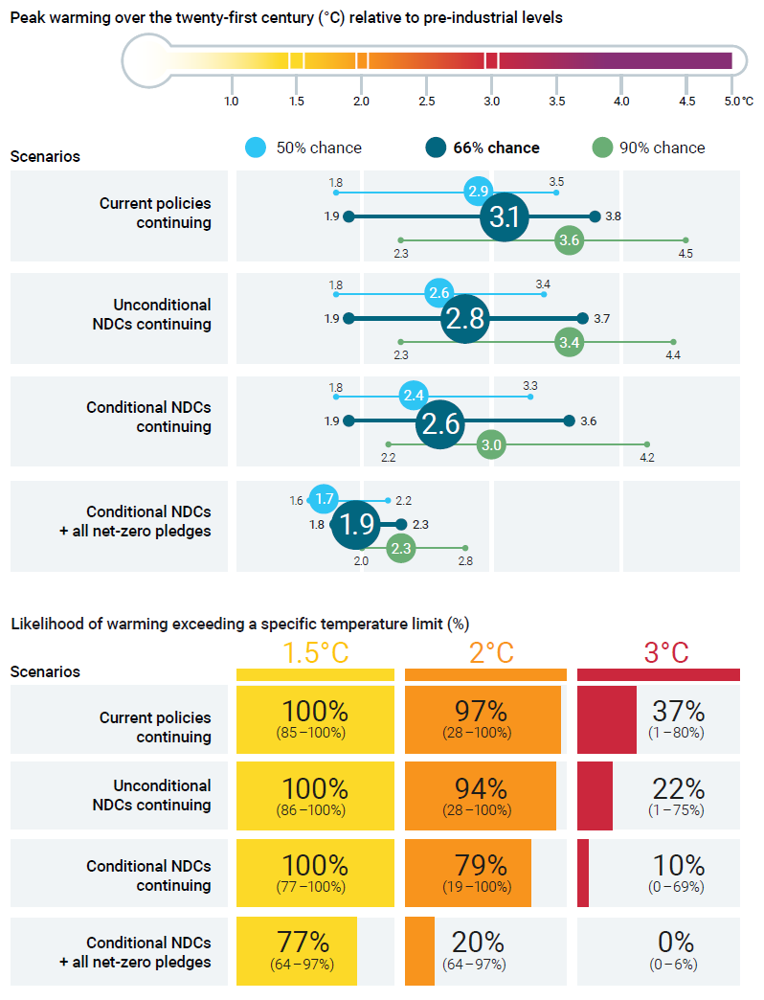 Peak warming over the twenty-first century (°C) relative to pre-industrial levels
1.0 1.5 2.0 2.5 3.0 3.5 4.0 4.5 5.0 °C
Scenarios
50% chance 66% chance 90% chance
Current policies
continuing
1.8 2.9 3.5
1.9 3.1 3.8
2.3 3.6 4.5
Unconditional
NDCs continuing
1.8 2.6 3.4
1.9 2.8 3.7
2.3 3.4 4.4
Conditional NDCs
continuing
1.8 2.4 3.3
1.9 2.6 3.6
2.2 3.0 4.2
Conditional NDCs
+ all net-zero pledges
1.6 1.7 2.2
1.8 1.9 2.3
2.0 2.3 2.8
Likelihood of warming exceeding a specific temperature limit (%)
Scenarios
1.5°C 2°C 3°C
Current policies
continuing
100% 97% 37%
(85–100%) (28–100%) (1–80%)
Unconditional
NDCs continuing
100% 94% 22%
(86–100%) (28–100%) (1–75%)
Conditional NDCs
continuing
100% 79% 10%
(77–100%) (19–100%) (0–69%)
Conditional NDCs
+ all net-zero pledges
77% 20% 0%
(64–97%) (64–97%) (0–6%)